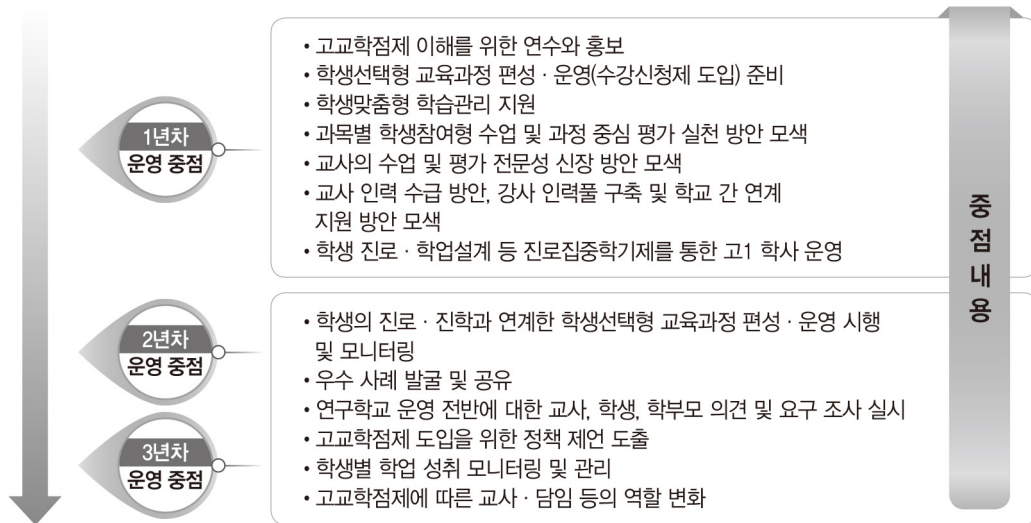 1년차
운영 중점
• 고교학점제 이해를 위한 연수와 홍보
• 학생선택형 교육과정 편성 · 운영(수강신청제 도입) 준비
• 학생맞춤형 학습관리 지원
• 과목별 학생참여형 수업 및 과정 중심 평가 실천 방안 모색
• 교사의 수업 및 평가 전문성 신장 방안 모색
• 교사 인력 수급 방안, 강사 인력풀 구축 및 학교 간 연계
지원 방안 모색
• 학생 진로 · 학업설계 등 진로집중학기제를 통한 고1 학사 운영
2년차
운영 중점
3년차
운영 중점
• 학생의 진로 · 진학과 연계한 학생선택형 교육과정 편성 · 운영 시행
및 모니터링
• 우수 사례 발굴 및 공유
• 연구학교 운영 전반에 대한 교사, 학생, 학부모 의견 및 요구 조사 실시
• 고교학점제 도입을 위한 정책 제언 도출
• 학생별 학업 성취 모니터링 및 관리
• 고교학점제에 따른 교사 · 담임 등의 역할 변화
중점내용